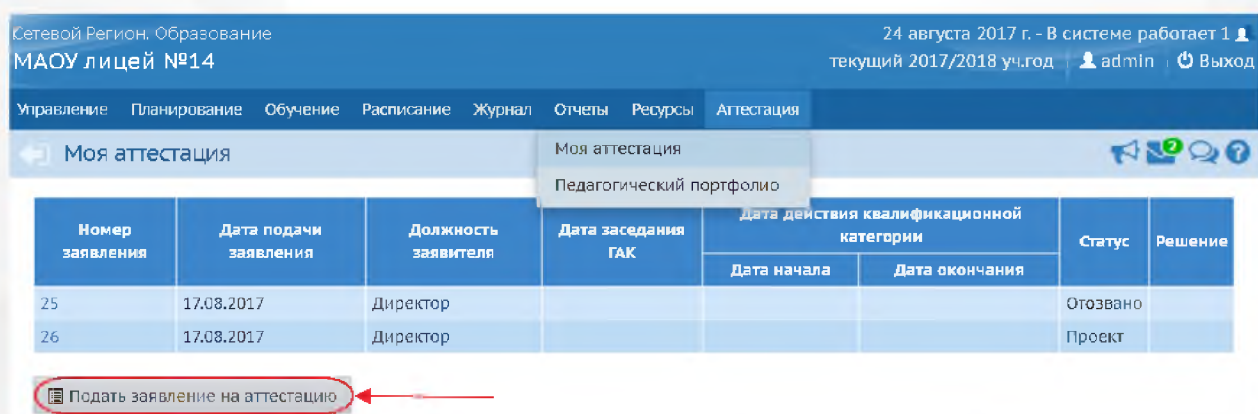 Сетевой Регион. Образование
24 августа 2017 г. - В системе работает 1
МАОУ лицей №14
текущий 2017/2018 уч.год | admin | Выход
Управление Планирование Обучение Расписание Журнал Отчеты Ресурсы Аттестация
Моя аттестация
Моя аттестация
2
Педагогический портфолио
Номер заявления
Дата подачи заявления
Должность заявителя
Дата заседания ГАК
Дата действия квалификационной категории
Статус
Решение
Дата начала
Дата окончания
25 17.08.2017 Директор Отозвано
26 17.08.2017 Директор Проект
Подать заявление на аттестацию